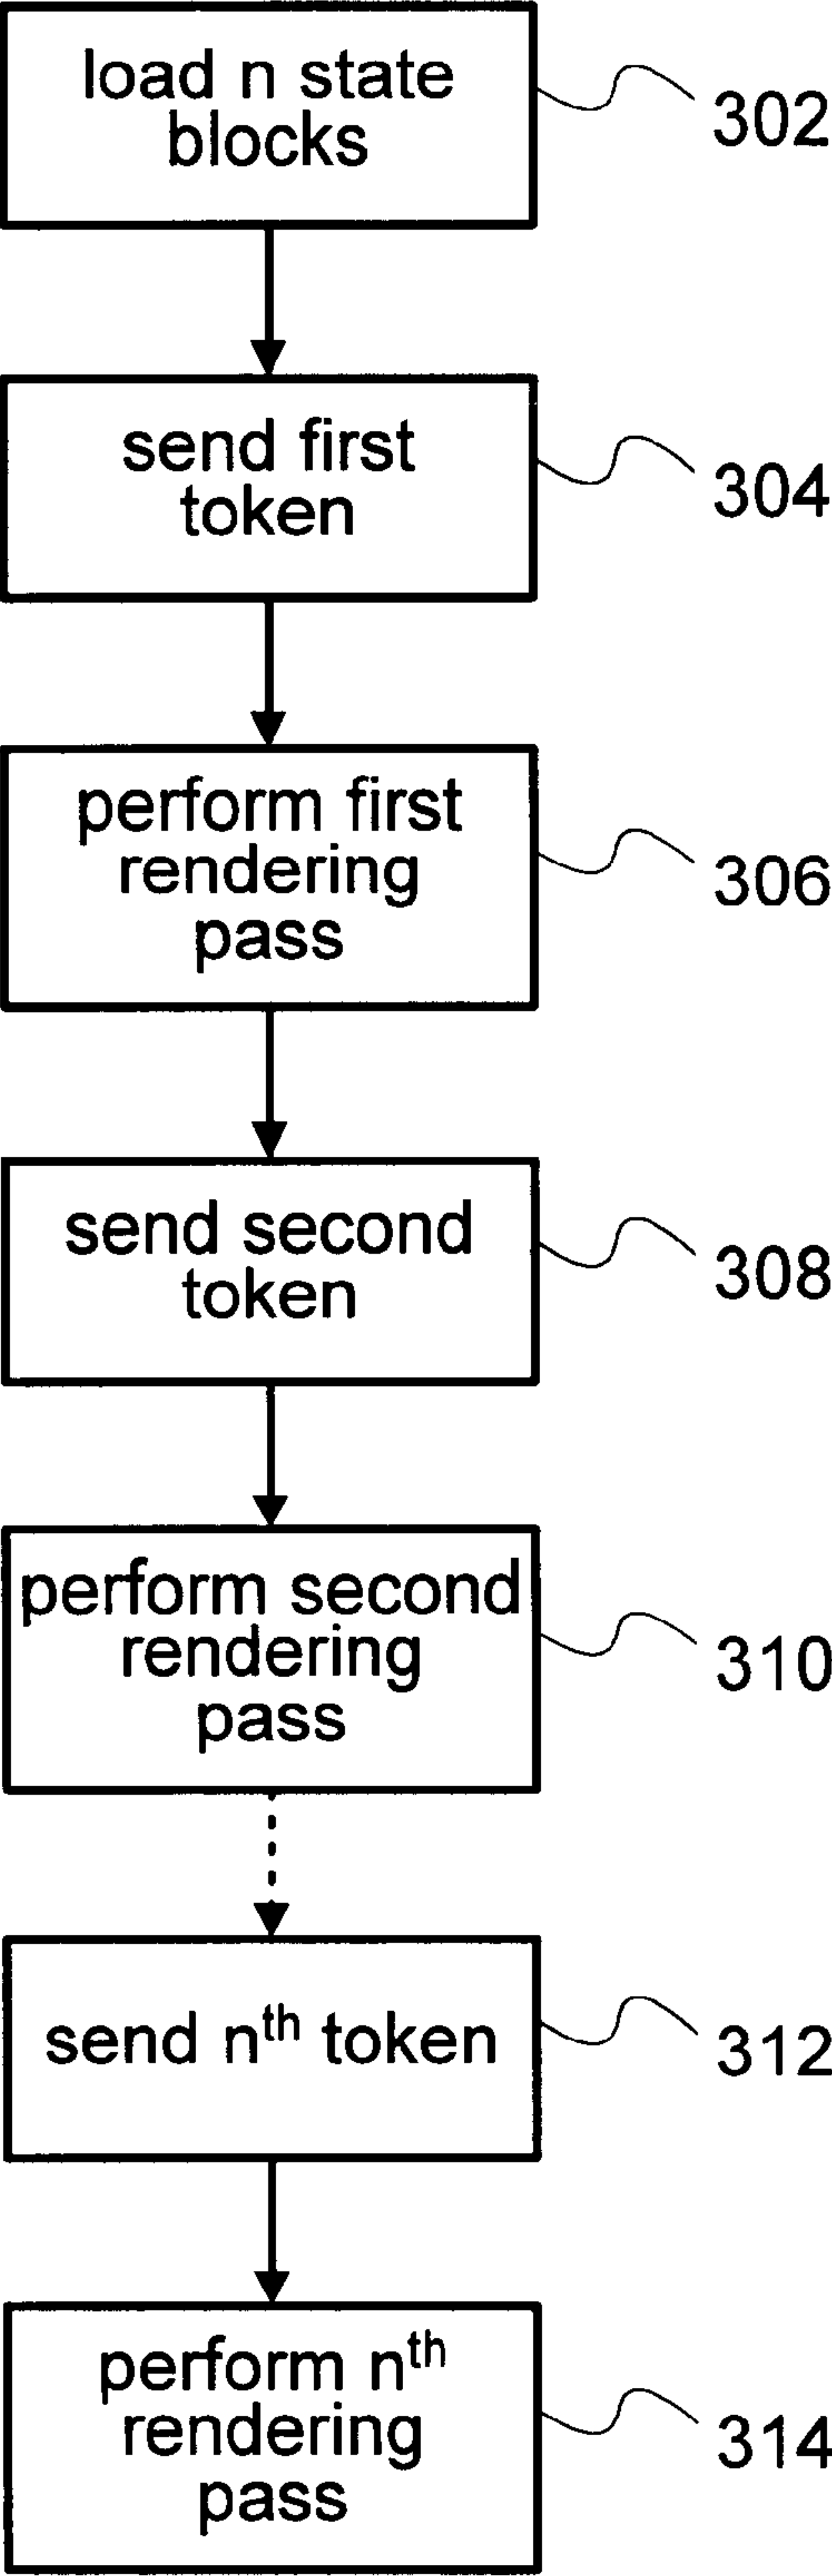 load n state
blocks
302
send first
token
304
perform first
rendering
pass
306
send second
token
308
perform second
rendering
pass
310
send nth token
312
perform nth
rendering
pass
314